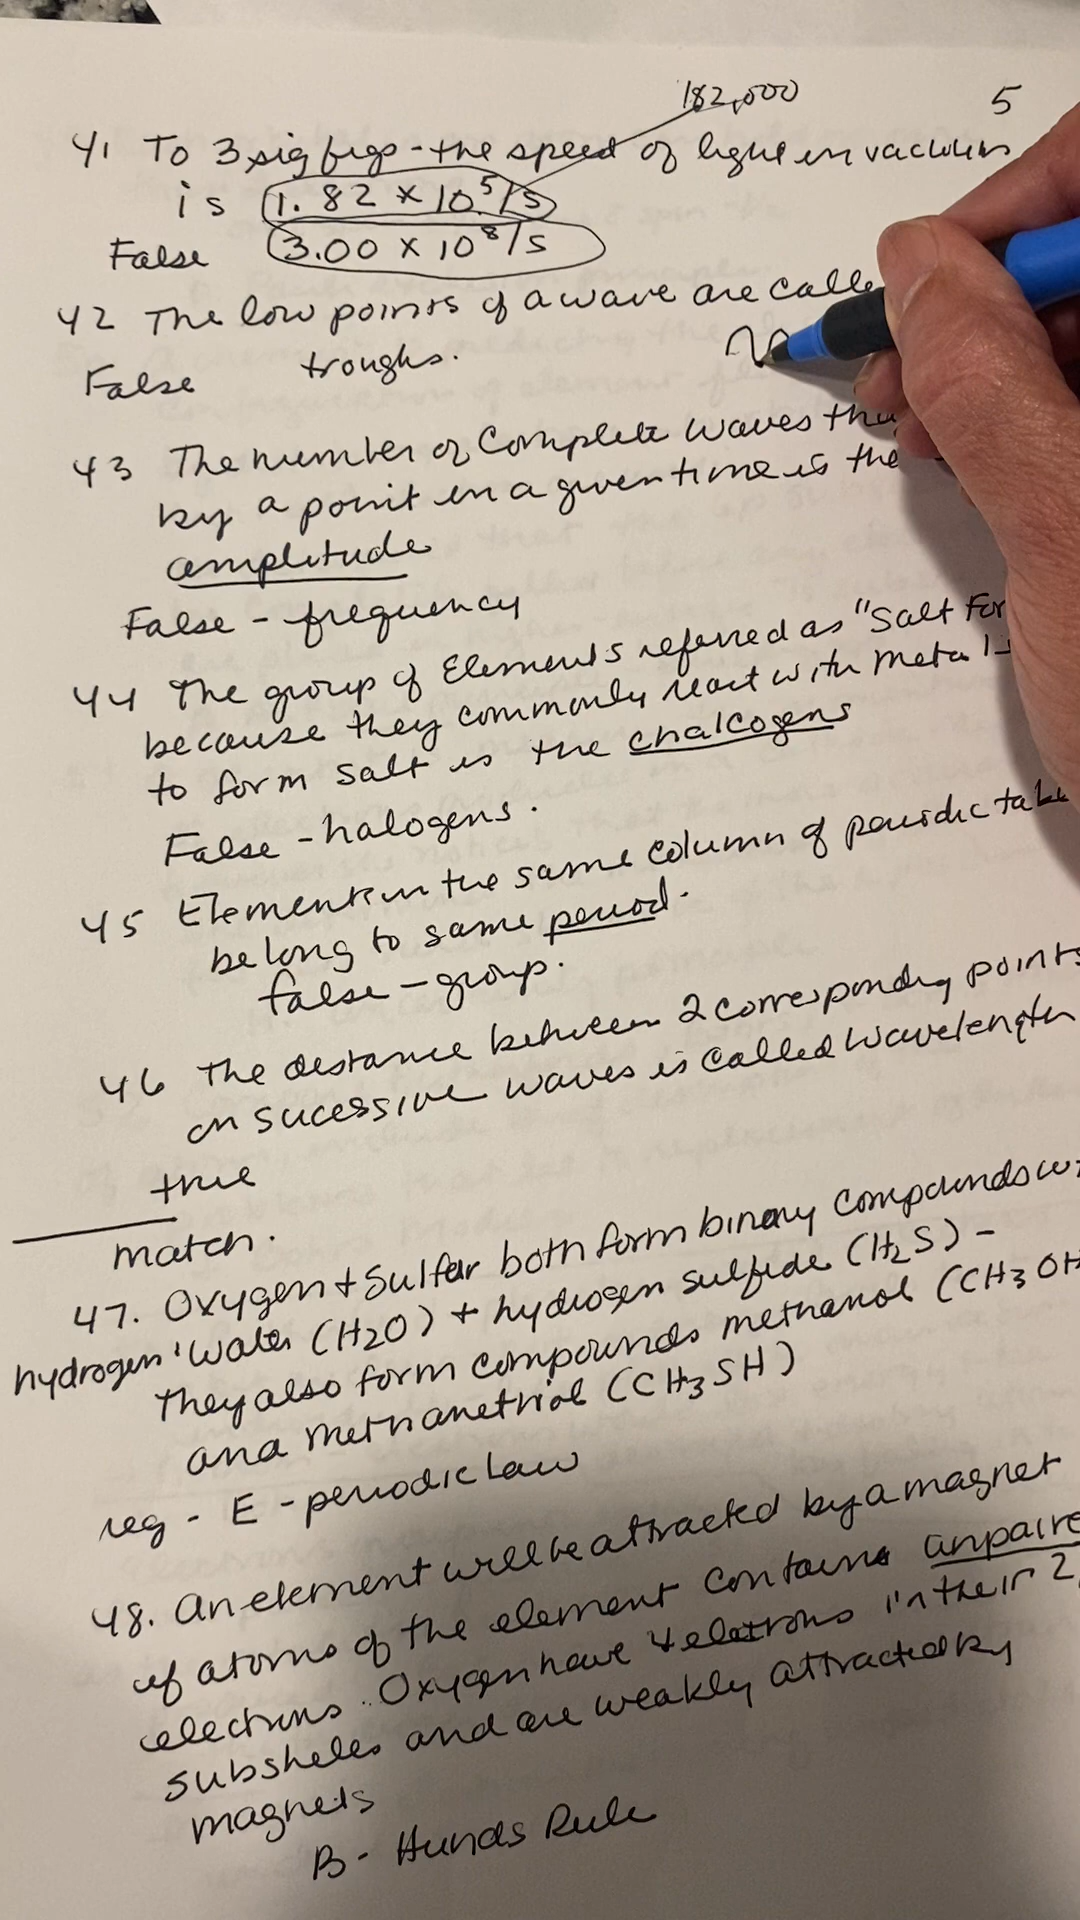 182,000
5
41 To 3 sig figs - the speed of light in vacuum
is 1.82 x 10^5/s
False 3.00 x 10^8/s
42 The low points of a wave are calle
False troughs.
43 The number of Complete waves tha
by a point in a given time is the
amplitude
False - frequency
44 The group of Elements referred as "Salt For
because they commonly react with metals
to form salt is the chalcogens
False - halogens.
45 Elements in the same column of periodic tabl
belong to same period.
false - group.
46 The distance between 2 corresponding points
on sucessive waves is called wavelength
true
match.
47. Oxygen + Sulfur both form binary compounds w
hydrogen water (H2O) + hydrogen sulfide (H2S) -
They also form compounds methanol (CH3OH
and methanethiol (CH3SH)
reg - E - periodic Law
48. An element will be attracted by a magnet
if atoms of the element contains unpaire
electrons. Oxygen have 4 eletrons in their 2
subshells and are weakly attracted by
magnets
B - Hunds Rule